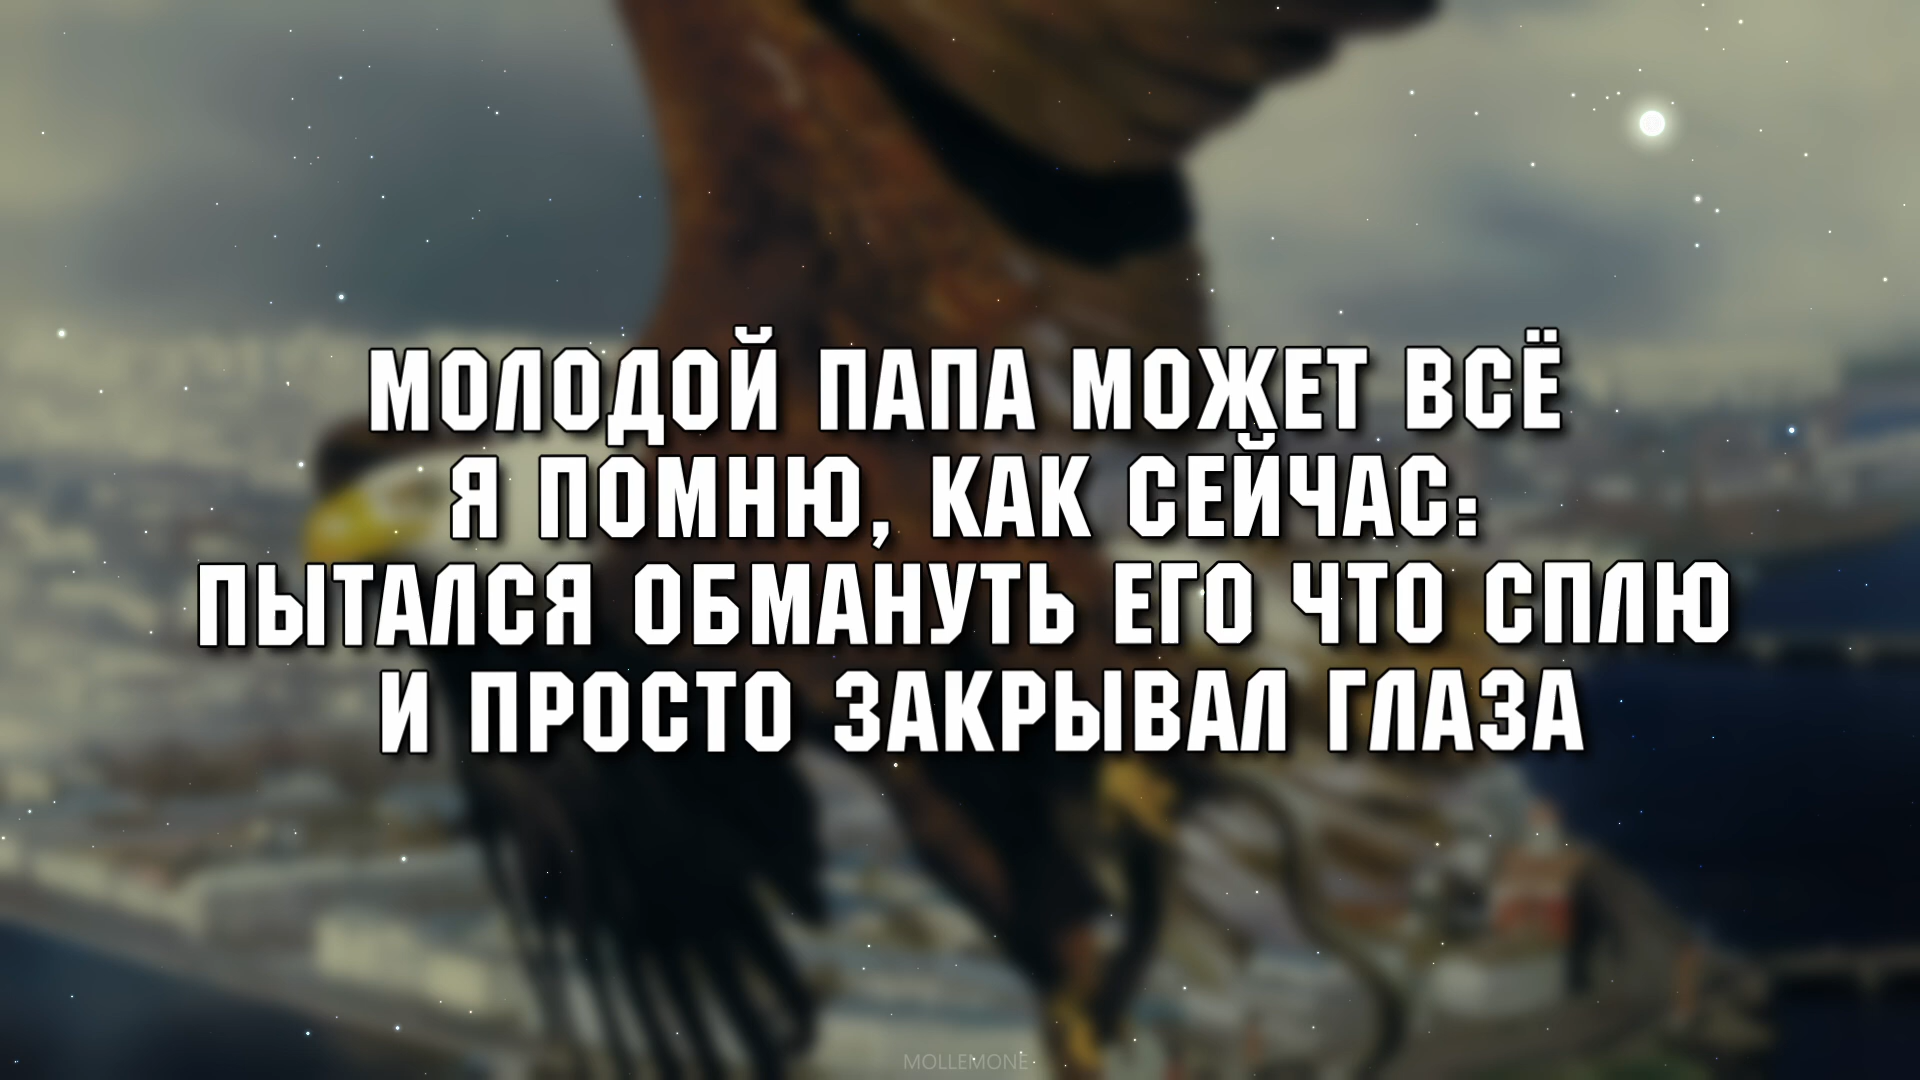 МОЛОДОЙ ПАПА МОЖЕТ ВСЁ
Я ПОМНЮ, КАК СЕЙЧАС:
ПЫТАЛСЯ ОБМАНУТЬ ЕГО ЧТО СПЛЮ
И ПРОСТО ЗАКРЫВАЛ ГЛАЗА
MOLLEMONE